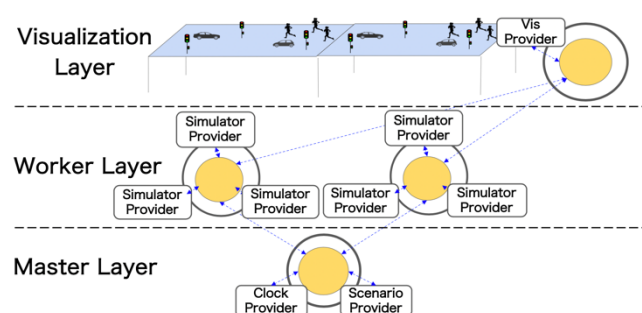 Visualization
Layer
Vis
Provider
Worker Layer
Simulator
Provider
Simulator
Provider
Simulator
Provider
Simulator
Provider
Simulator
Provider
Simulator
Provider
Master Layer
Clock
Provider
Scenario
Provider